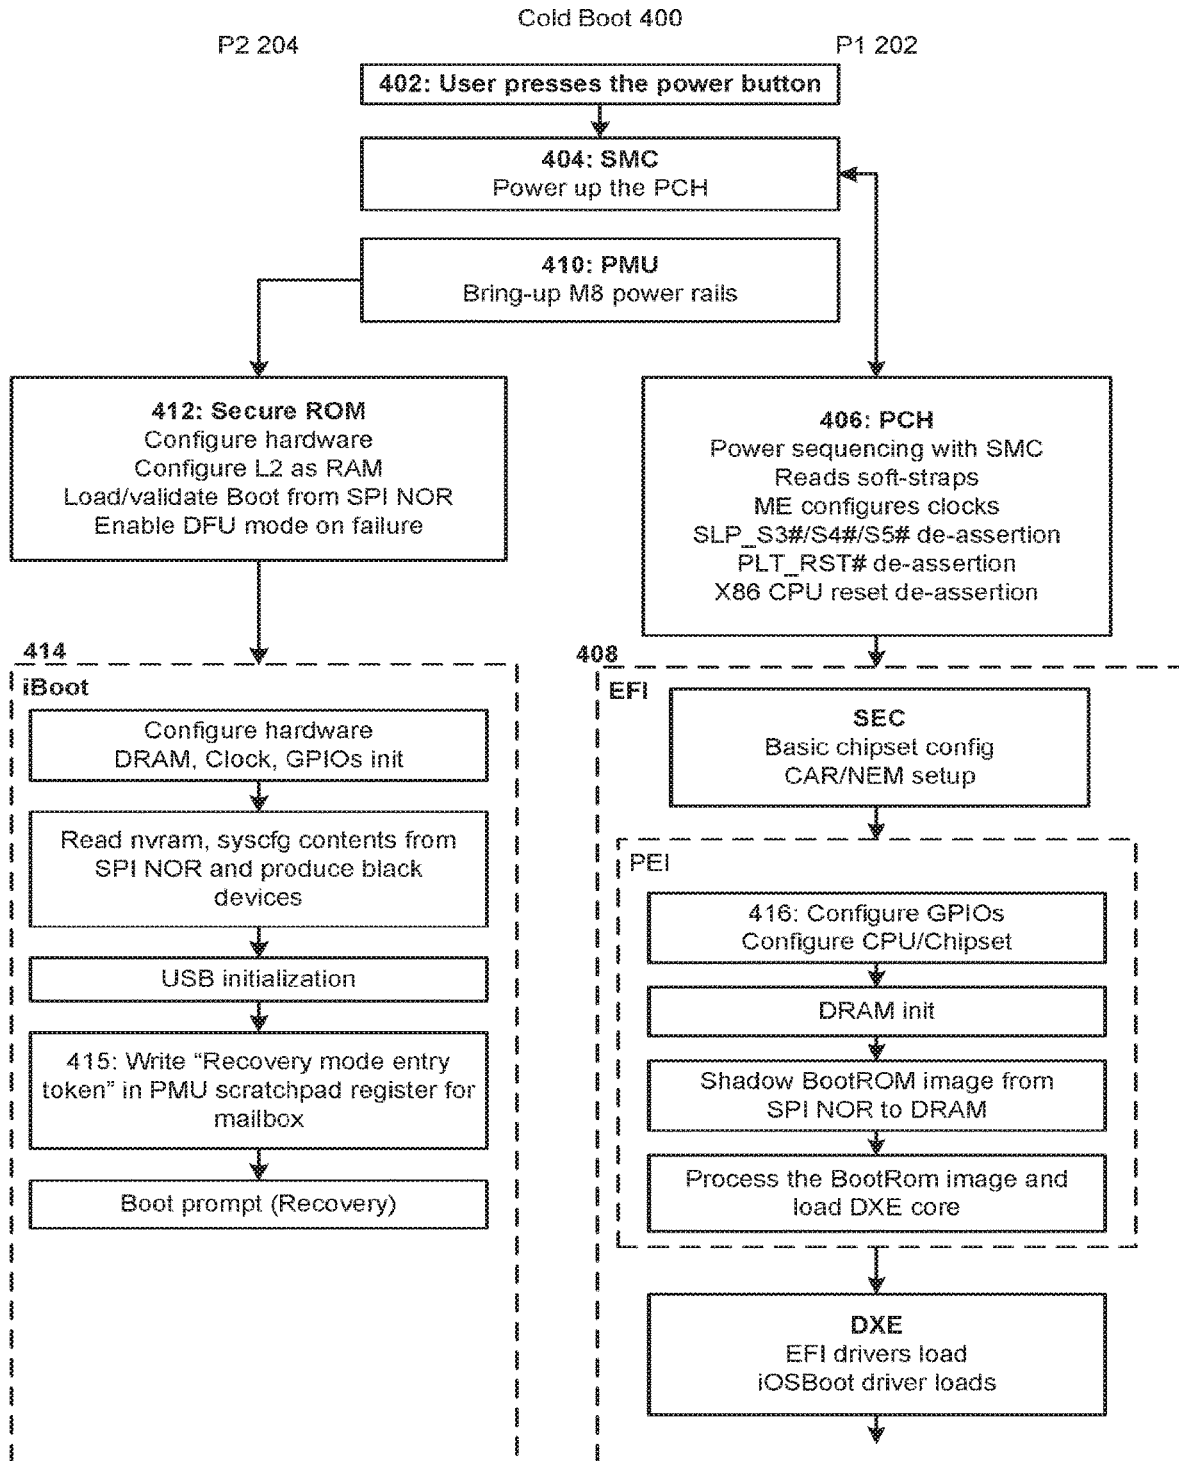 Cold Boot 400
P2 204
P1 202
402: User presses the power button
404: SMC
Power up the PCH
410: PMU
Bring-up M8 power rails
412: Secure ROM
Configure hardware
Configure L2 as RAM
Load/validate Boot from SPI NOR
Enable DFU mode on failure
406: PCH
Power sequencing with SMC
Reads soft-straps
ME configures clocks
SLP_S3#/S4#/S5# de-assertion
PLT_RST# de-assertion
X86 CPU reset de-assertion
414
iBoot
Configure hardware
DRAM, Clock, GPIOs init
Read nvram, syscfg contents from
SPI NOR and produce black
devices
USB initialization
415: Write “Recovery mode entry
token” in PMU scratchpad register for
mailbox
Boot prompt (Recovery)
408
EFI
SEC
Basic chipset config
CAR/NEM setup
PEI
416: Configure GPIOs
Configure CPU/Chipset
DRAM init
Shadow BootROM image from
SPI NOR to DRAM
Process the BootRom image and
load DXE core
DXE
EFI drivers load
iOSBoot driver loads